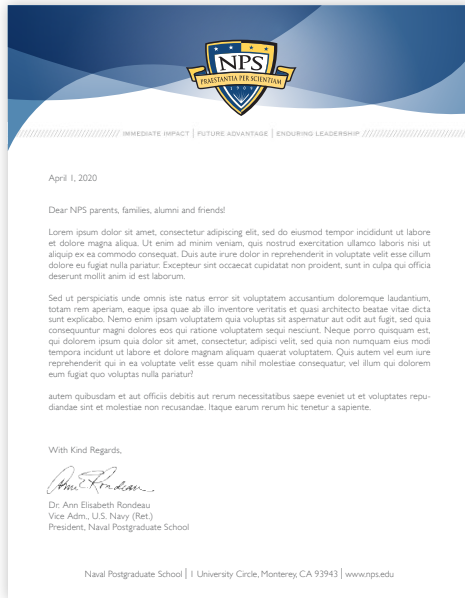 NPS
PRAESTANTIA PER SCIENTIAM
1909
IMMEDIATE IMPACT | FUTURE ADVANTAGE | ENDURING LEADERSHIP
April 1, 2020
Dear NPS parents, families, alumni and friends!
Lorem ipsum dolor sit amet, consectetur adipiscing elit, sed do eiusmod tempor incididunt ut labore
et dolore magna aliqua. Ut enim ad minim veniam, quis nostrud exercitation ullamco laboris nisi ut
aliquip ex ea commodo consequat. Duis aute irure dolor in reprehenderit in voluptate velit esse cillum
dolore eu fugiat nulla pariatur. Excepteur sint occaecat cupidatat non proident, sunt in culpa qui officia
deserunt mollit anim id est laborum.
Sed ut perspiciatis unde omnis iste natus error sit voluptatem accusantium doloremque laudantium,
totam rem aperiam, eaque ipsa quae ab illo inventore veritatis et quasi architecto beatae vitae dicta
sunt explicabo. Nemo enim ipsam voluptatem quia voluptas sit aspernatur aut odit aut fugit, sed quia
consequuntur magni dolores eos qui ratione voluptatem sequi nesciunt. Neque porro quisquam est,
qui dolorem ipsum quia dolor sit amet, consectetur, adipisci velit, sed quia non numquam eius modi
tempora incidunt ut labore et dolore magnam aliquam quaerat voluptatem. Quis autem vel eum iure
reprehenderit qui in ea voluptate velit esse quam nihil molestiae consequatur, vel illum qui dolorem
eum fugiat quo voluptas nulla pariatur?
autem quibusdam et aut officiis debitis aut rerum necessitatibus saepe eveniet ut et voluptates repu-
diandae sint et molestiae non recusandae. Itaque earum rerum hic tenetur a sapiente.
With Kind Regards,
Ann E Rondeau
Dr. Ann Elisabeth Rondeau
Vice Adm., U.S. Navy (Ret.)
President, Naval Postgraduate School
Naval Postgraduate School | 1 University Circle, Monterey, CA 93943 | www.nps.edu